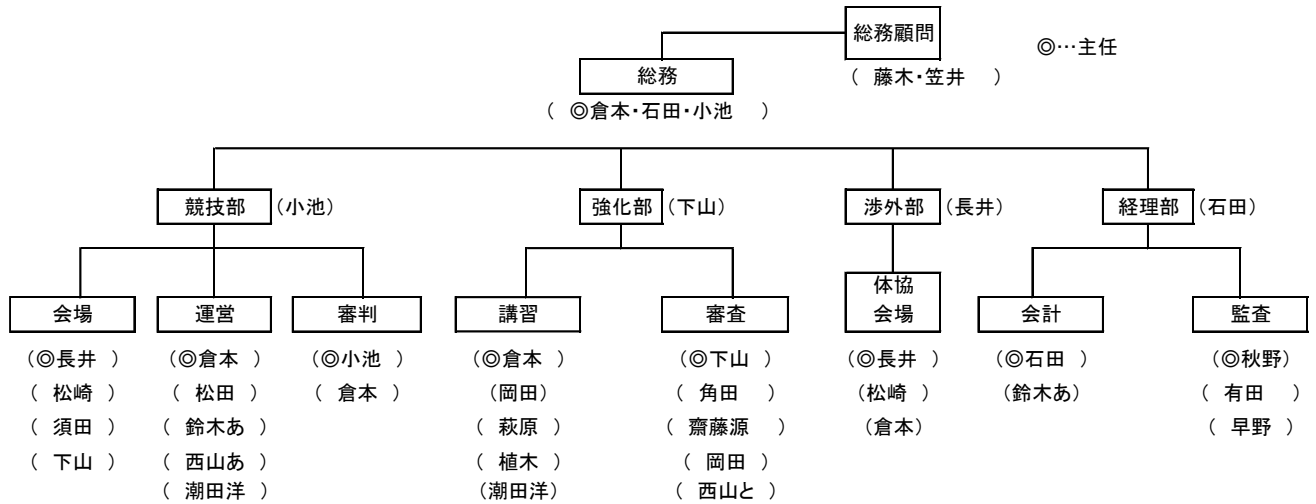 総務顧問
◎…主任
総務
( 藤木・笠井 )
( ◎倉本・石田・小池 )
競技部 (小池) 強化部 (下山) 渉外部 (長井) 経理部 (石田)
会場 運営 審判 講習 審査 体協会場 会計 監査
(◎長井 ) (◎倉本 ) (◎小池 ) (◎倉本 ) (◎下山 ) (◎長井 ) (◎石田 ) (◎秋野)
( 松崎 ) ( 松田 ) ( 倉本 ) (岡田) ( 角田 ) (松崎 ) (鈴木あ) ( 有田 )
( 須田 ) ( 鈴木あ ) ( 萩原 ) ( 齋藤源 ) (倉本) ( 早野 )
( 下山 ) ( 西山あ ) ( 植木 ) ( 岡田 )
( 潮田洋 ) (潮田洋) ( 西山と )